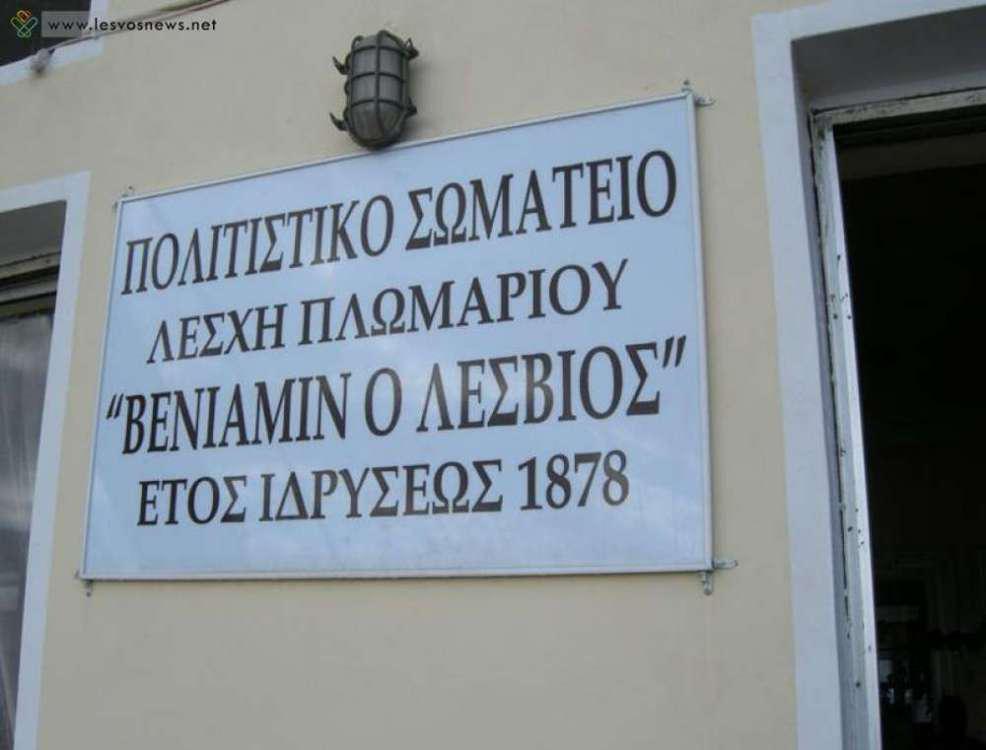 www.lesvosnews.net
ΠΟΛΙΤΙΣΤΙΚΟ ΣΩΜΑΤΕΙΟ
ΛΕΣΧΗ ΠΛΩΜΑΡΙΟΥ
“ΒΕΝΙΑΜΙΝ Ο ΛΕΣΒΙΟΣ”
ΕΤΟΣ ΙΔΡΥΣΕΩΣ 1878